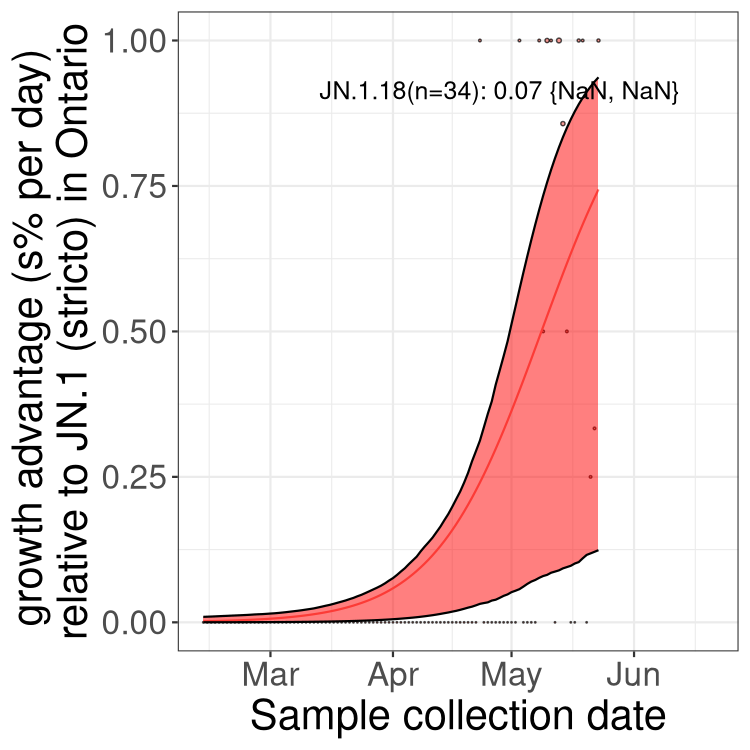 growth advantage (s% per day)
relative to JN.1 (stricto) in Ontario
1.00
0.75
0.50
0.25
0.00
JN.1.18(n=34): 0.07 {NaN, NaN}
Mar Apr May Jun
Sample collection date